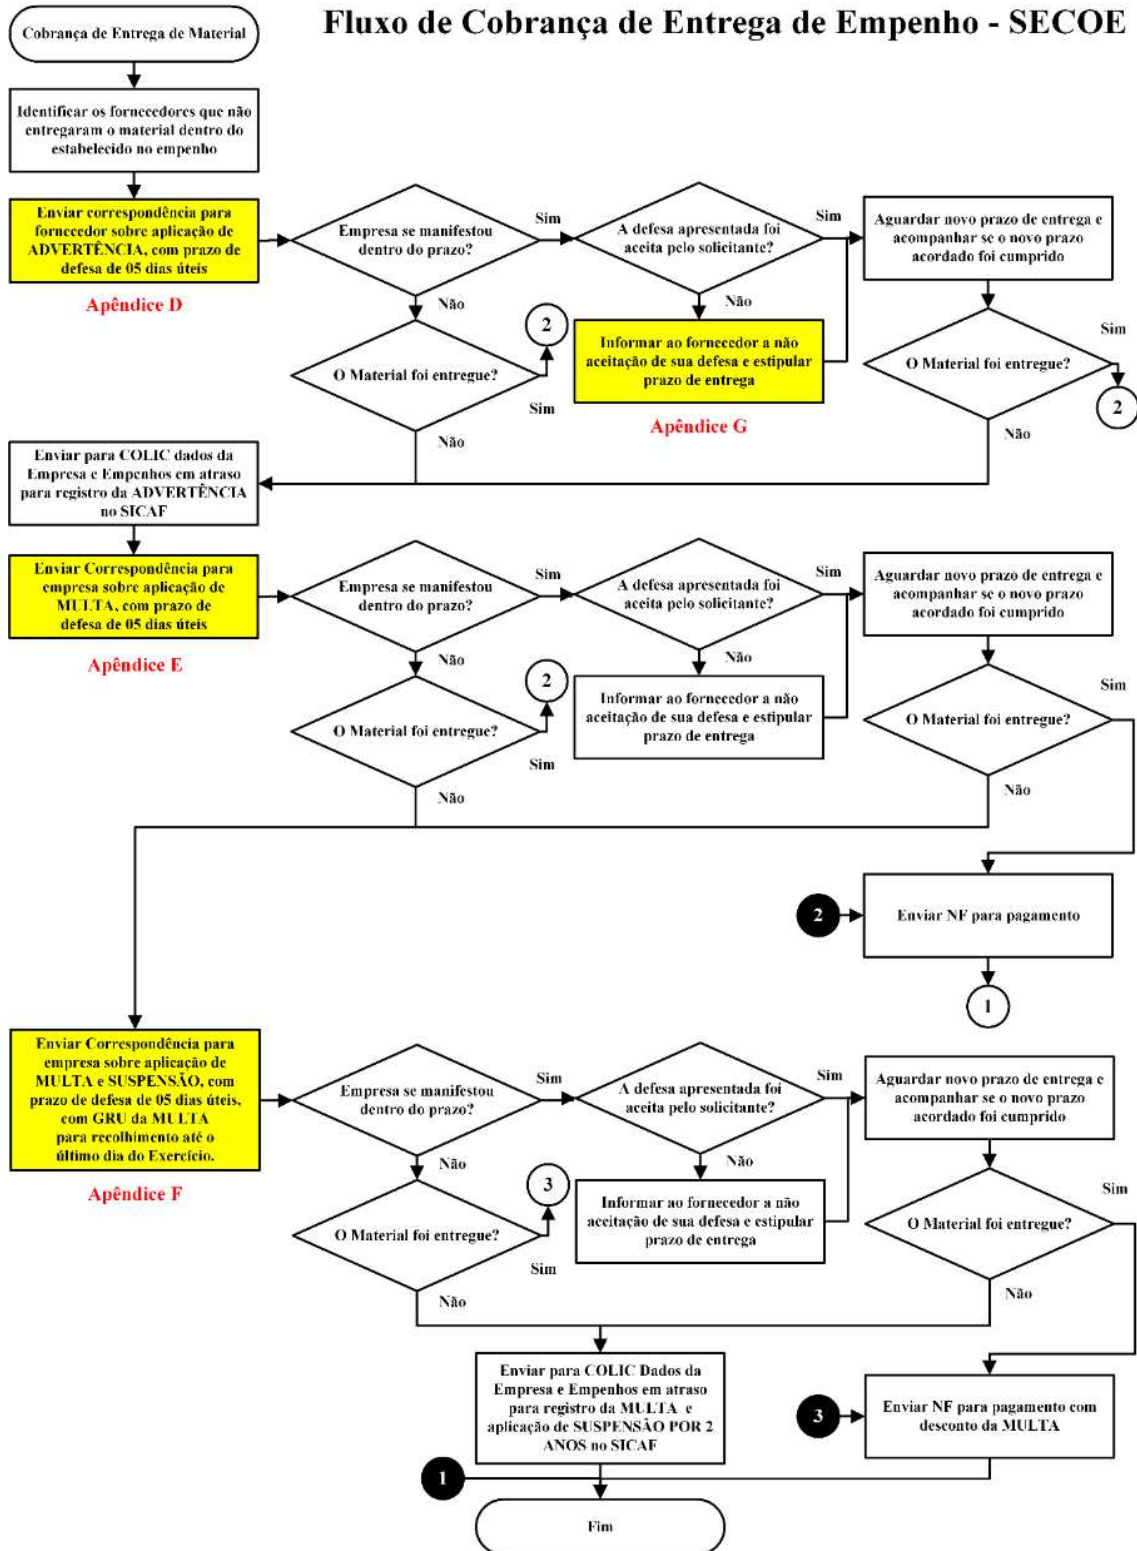 Fluxo de Cobrança de Entrega de Empenho - SECOE
Cobrança de Entrega de Material
Identificar os fornecedores que não
entregaram o material dentro do
estabelecido no empenho
Enviar correspondência para
fornecedor sobre aplicação de
ADVERTÊNCIA, com prazo de
defesa de 05 dias úteis
Apêndice D
Empresa se manifestou
dentro do prazo?
Sim
Não
A defesa apresentada foi
aceita pelo solicitante?
Sim
Não
Aguardar novo prazo de entrega e
acompanhar se o novo prazo
acordado foi cumprido
O Material foi entregue?
2
Sim
Não
Informar ao fornecedor a não
aceitação de sua defesa e estipular
prazo de entrega
Apêndice G
O Material foi entregue?
Sim
2
Não
Enviar para COLIC dados da
Empresa e Empenhos em atraso
para registro da ADVERTÊNCIA
no SICAF
Enviar Correspondência para
empresa sobre aplicação de
MULTA, com prazo de
defesa de 05 dias úteis
Apêndice E
Empresa se manifestou
dentro do prazo?
Sim
Não
A defesa apresentada foi
aceita pelo solicitante?
Sim
Não
Aguardar novo prazo de entrega e
acompanhar se o novo prazo
acordado foi cumprido
O Material foi entregue?
2
Sim
Não
Informar ao fornecedor a não
aceitação de sua defesa e estipular
prazo de entrega
O Material foi entregue?
Sim
Não
2
Enviar NF para pagamento
1
Enviar Correspondência para
empresa sobre aplicação de
MULTA e SUSPENSÃO, com
prazo de defesa de 05 dias úteis,
com GRU da MULTA
para recolhimento até o
último dia do Exercício.
Apêndice F
Empresa se manifestou
dentro do prazo?
Sim
Não
A defesa apresentada foi
aceita pelo solicitante?
Sim
Não
Aguardar novo prazo de entrega e
acompanhar se o novo prazo
acordado foi cumprido
O Material foi entregue?
3
Sim
Não
Informar ao fornecedor a não
aceitação de sua defesa e estipular
prazo de entrega
O Material foi entregue?
Sim
Não
Enviar para COLIC Dados da
Empresa e Empenhos em atraso
para registro da MULTA e
aplicação de SUSPENSÃO POR 2
ANOS no SICAF
3
Enviar NF para pagamento com
desconto da MULTA
1
Fim